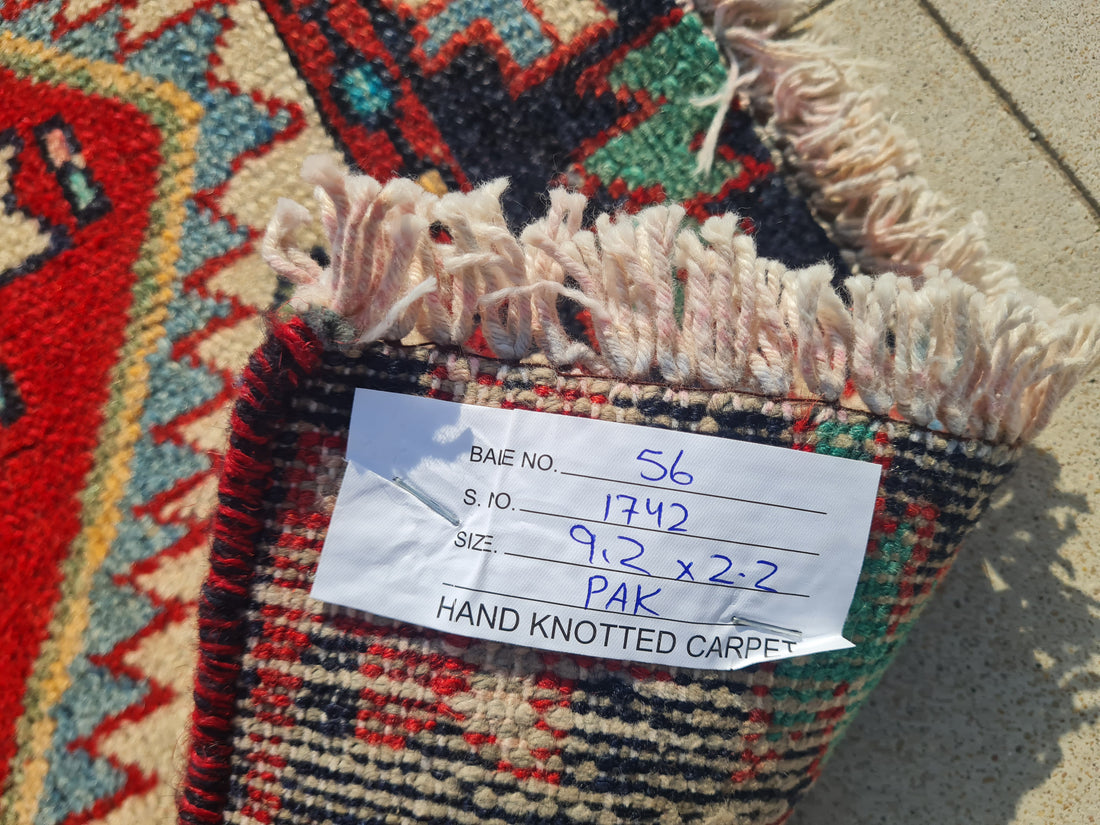 BALE NO. 56
S. NO. 1742
SIZE. 9.2 x 2.2
PAK
HAND KNOTTED CARPET